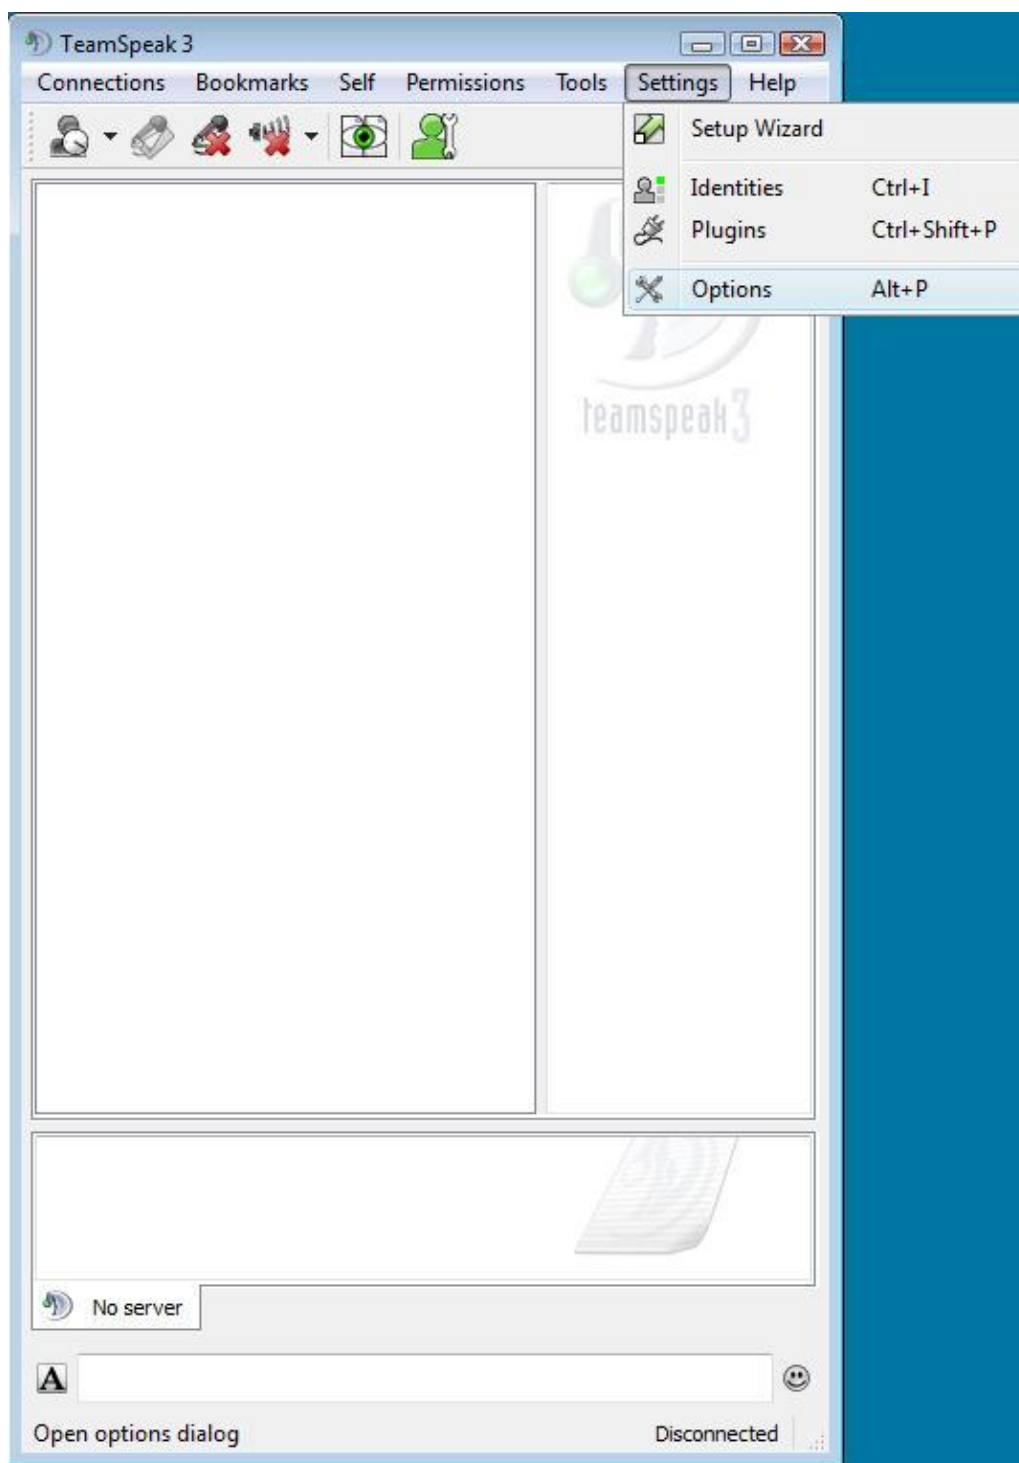 TeamSpeak 3
Connections Bookmarks Self Permissions Tools Settings Help
Setup Wizard
Identities Ctrl+I
Plugins Ctrl+Shift+P
Options Alt+P
teamspeak 3
No server
A
Open options dialog Disconnected